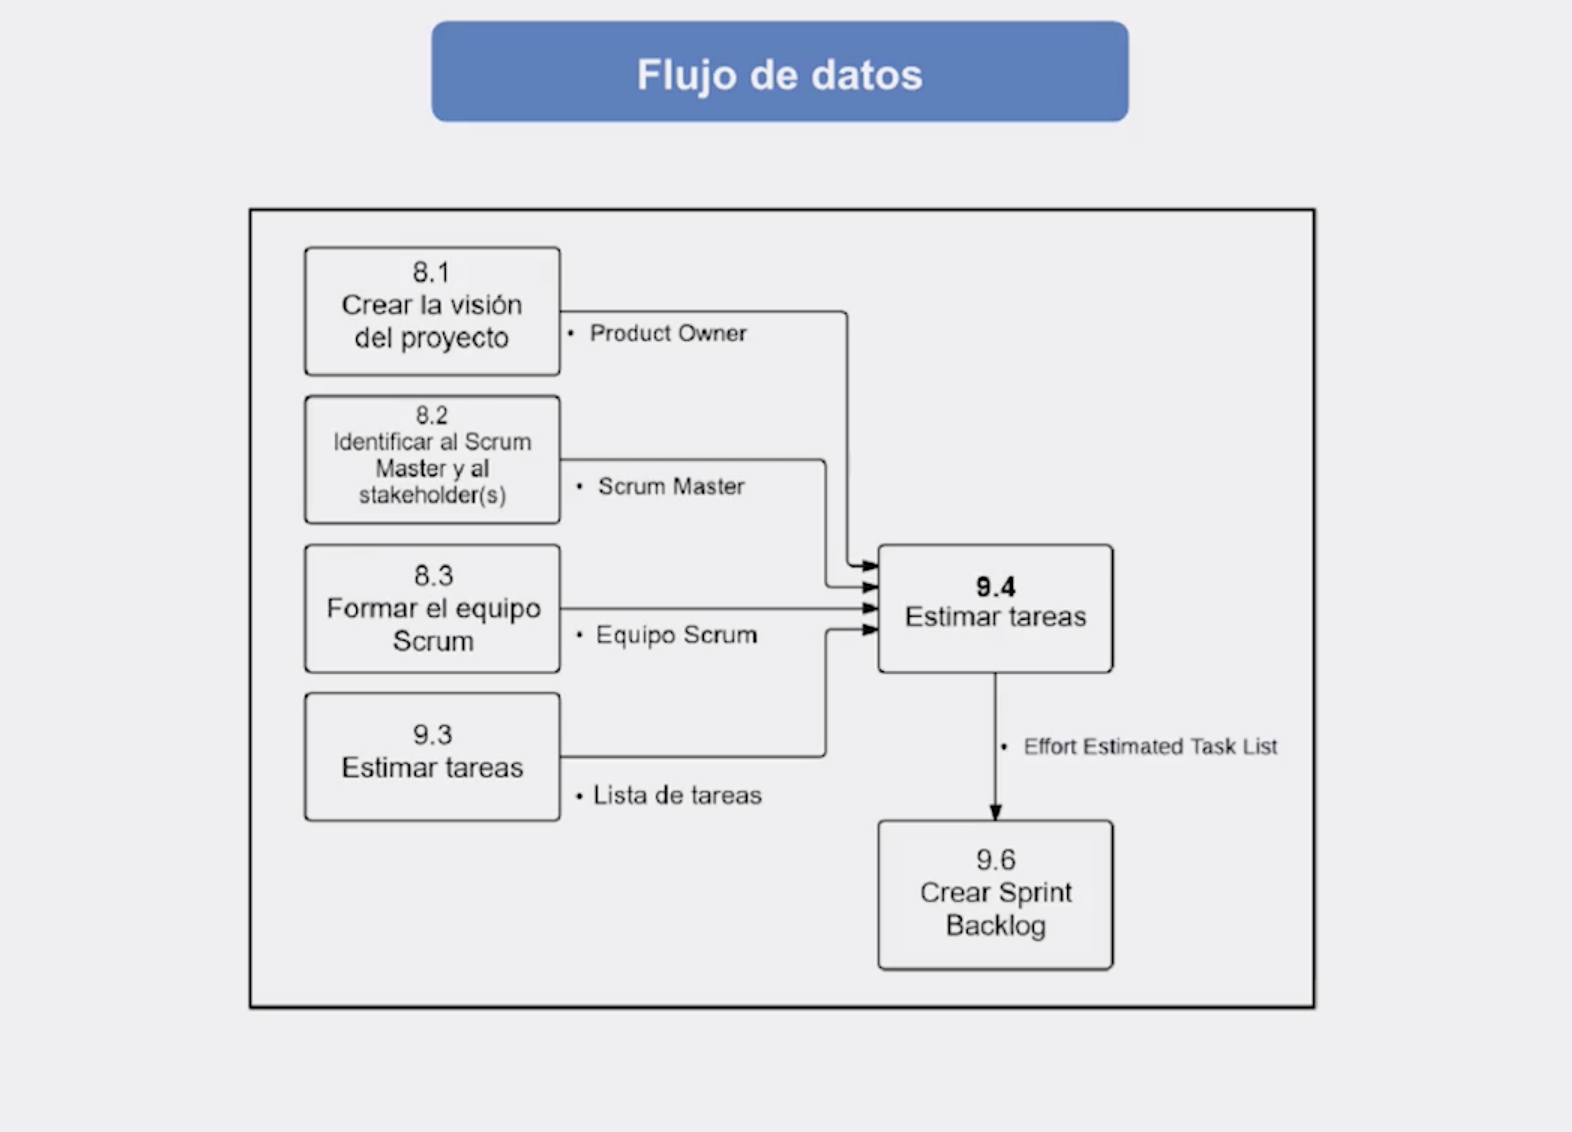 Flujo de datos
8.1
Crear la visión
del proyecto
• Product Owner
8.2
Identificar al Scrum
Master y al
stakeholder(s)
• Scrum Master
8.3
Formar el equipo
Scrum
• Equipo Scrum
9.4
Estimar tareas
9.3
Estimar tareas
• Lista de tareas
• Effort Estimated Task List
9.6
Crear Sprint
Backlog